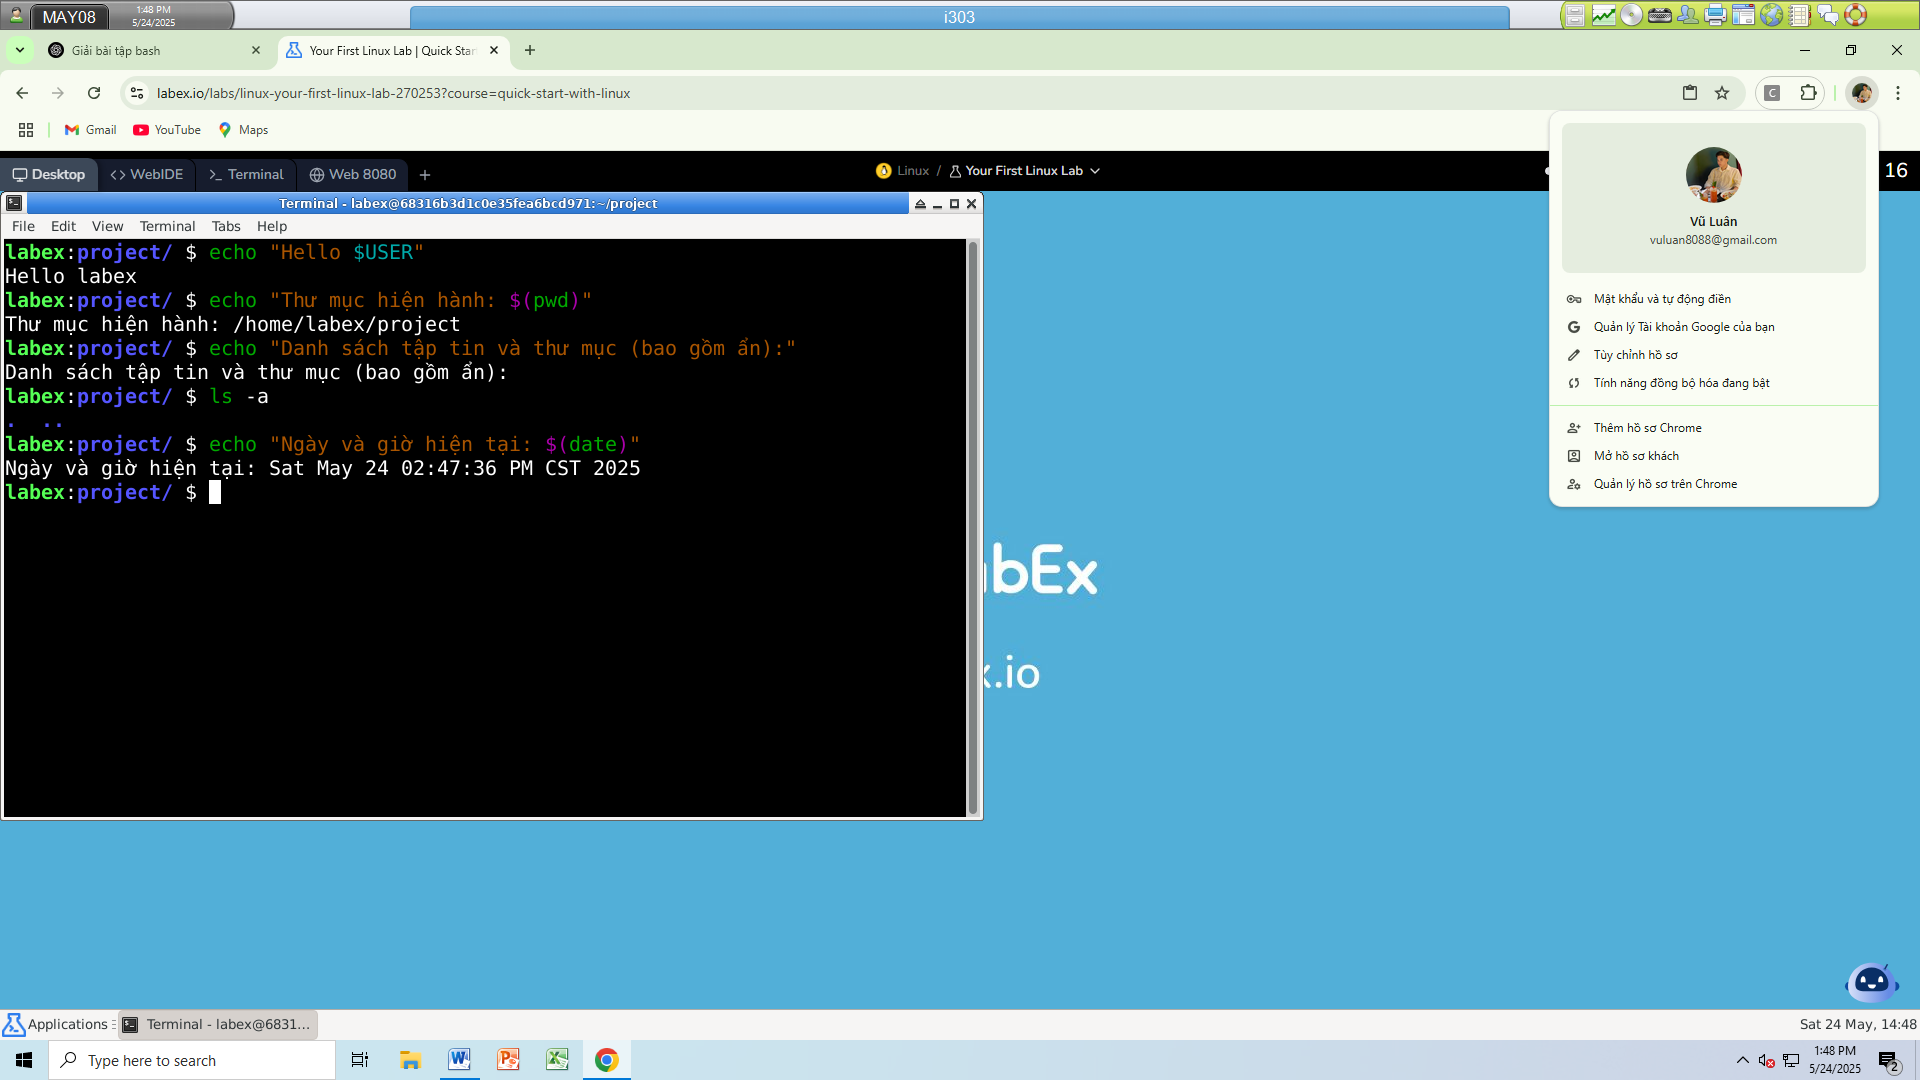 MAY08
1:48 PM
5/24/2025
i303
Giải bài tập bash
Your First Linux Lab | Quick Star
labex.io/labs/linux-your-first-linux-lab-270253?course=quick-start-with-linux
C
Gmail
YouTube
Maps
Desktop
WebIDE
Terminal
Web 8080
Linux / Your First Linux Lab
16
Terminal - labex@68316b3d1c0e35fea6bcd971:~/project
File Edit View Terminal Tabs Help
labex:project/ $ echo "Hello $USER"
Hello labex
labex:project/ $ echo "Thư mục hiện hành: $(pwd)"
Thư mục hiện hành: /home/labex/project
labex:project/ $ echo "Danh sách tập tin và thư mục (bao gồm ẩn):"
Danh sách tập tin và thư mục (bao gồm ẩn):
labex:project/ $ ls -a
. ..
labex:project/ $ echo "Ngày và giờ hiện tại: $(date)"
Ngày và giờ hiện tại: Sat May 24 02:47:36 PM CST 2025
labex:project/ $
Vũ Luân
vuluan8088@gmail.com
Mật khẩu và tự động điền
Quản lý Tài khoản Google của bạn
Tùy chỉnh hồ sơ
Tính năng đồng bộ hóa đang bật
Thêm hồ sơ Chrome
Mở hồ sơ khách
Quản lý hồ sơ trên Chrome
abEx
x.io
Applications
Terminal - labex@6831...
Sat 24 May, 14:48
Type here to search
1:48 PM
5/24/2025
2